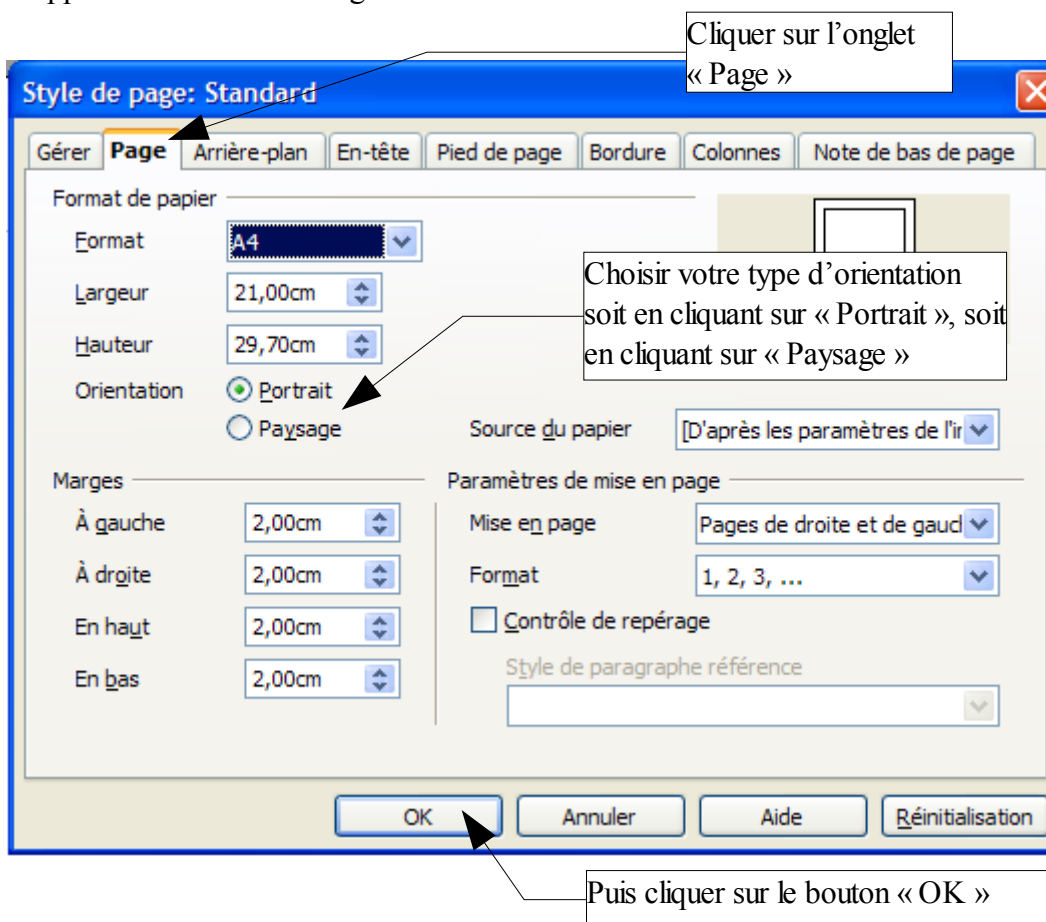 Cliquer sur l’onglet
« Page »
Style de page: Standard
Gérer Page Arrière-plan En-tête Pied de page Bordure Colonnes Note de bas de page
Format de papier
Format A4
Largeur 21,00cm
Hauteur 29,70cm
Choisir votre type d’orientation
soit en cliquant sur « Portrait », soit
en cliquant sur « Paysage »
Orientation Portrait
Paysage
Source du papier [D'après les paramètres de l'ir
Marges
À gauche 2,00cm
À droite 2,00cm
En haut 2,00cm
En bas 2,00cm
Paramètres de mise en page
Mise en page Pages de droite et de gaucl
Format 1, 2, 3, ...
Contrôle de repérage
Style de paragraphe référence
OK Annuler Aide Réinitialisation
Puis cliquer sur le bouton « OK »